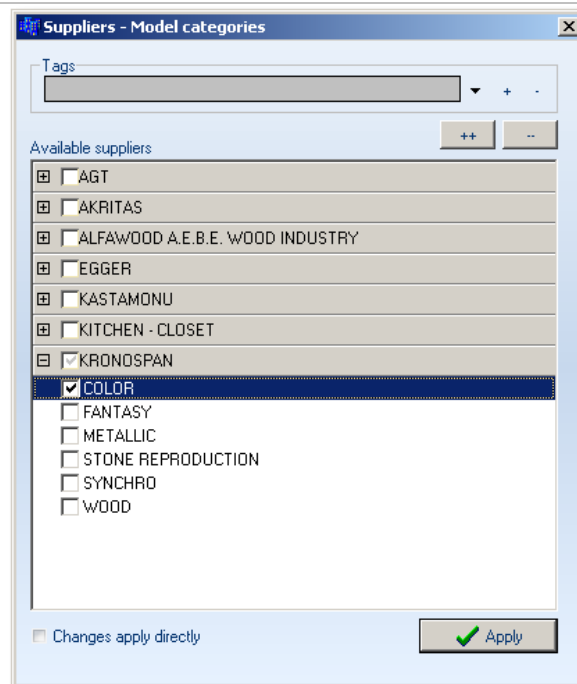 Suppliers - Model categories
Tags
+ -
++ --
Available suppliers
AGT
AKRITAS
ALFAWOOD A.E.B.E. WOOD INDUSTRY
EGGER
KASTAMONU
KITCHEN - CLOSET
KRONOSPAN
COLOR
FANTASY
METALLIC
STONE REPRODUCTION
SYNCHRO
WOOD
Changes apply directly
Apply